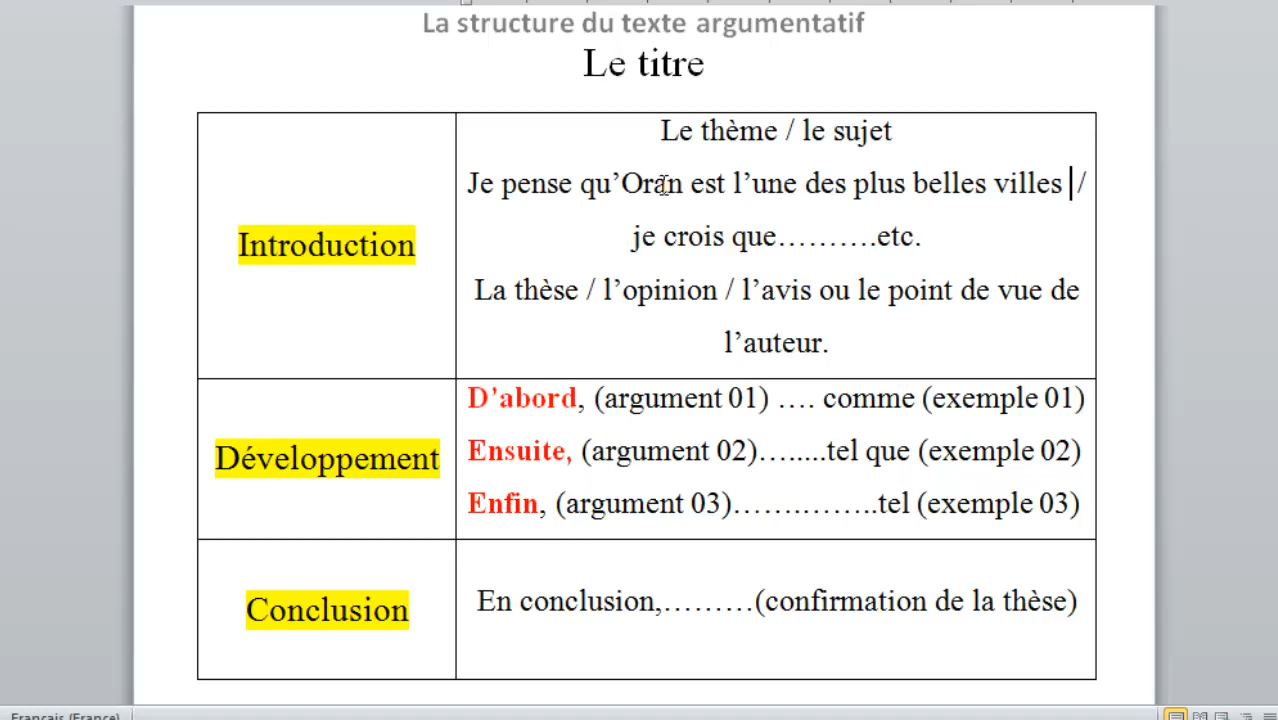 La structure du texte argumentatif
Le titre
Introduction
Le thème / le sujet
Je pense qu’Oran est l’une des plus belles villes /
je crois que……….etc.
La thèse / l’opinion / l’avis ou le point de vue de
l’auteur.
Développement
D’abord, (argument 01) …. comme (exemple 01)
Ensuite, (argument 02)….....tel que (exemple 02)
Enfin, (argument 03)…….……..tel (exemple 03)
Conclusion
En conclusion,………(confirmation de la thèse)
Français (France)